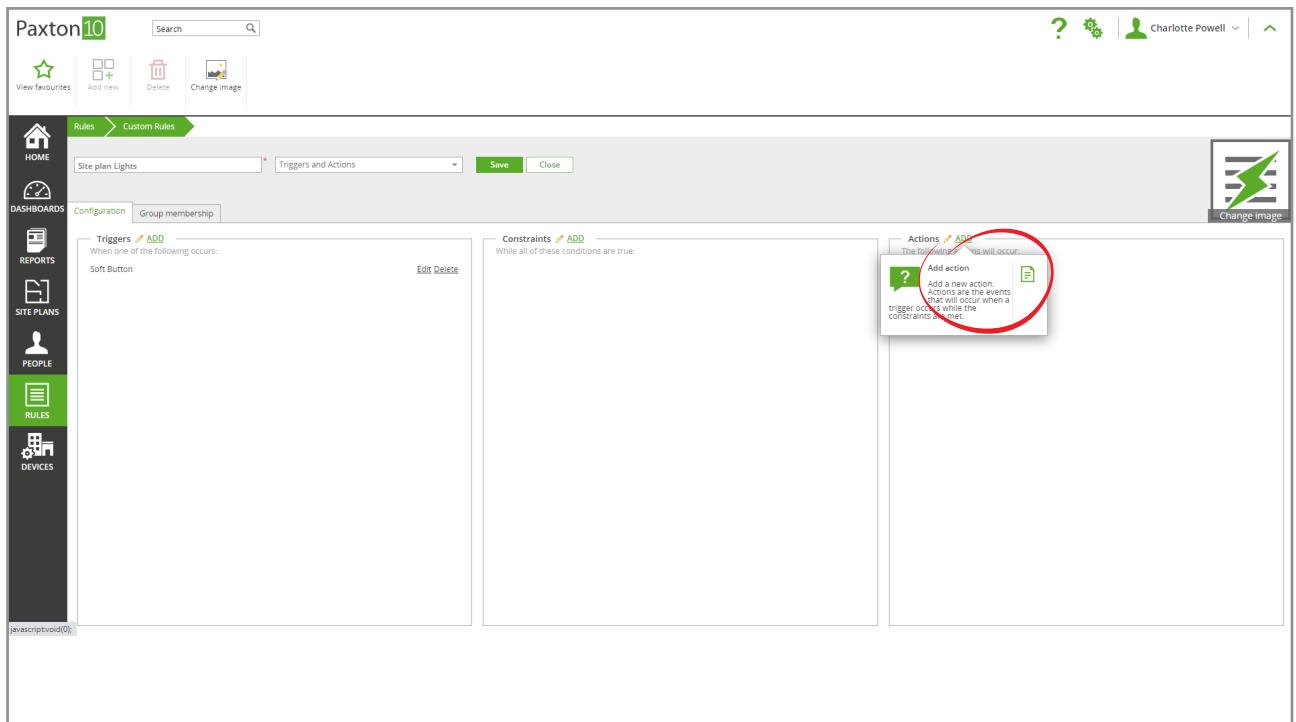 Paxton 10
Search
Charlotte Powell
View favourites
Add new
Delete
Change image
Rules
Custom Rules
HOME
Site plan Lights
*
Triggers and Actions
Save
Close
DASHBOARDS
Configuration
Group membership
Change image
REPORTS
Triggers ADD
When one of the following occurs:
Soft Button
Edit Delete
Constraints ADD
While all of these conditions are true:
Actions ADD
The following will occur:
?
Add action
Add a new action.
Actions are the events
that will occur when a
trigger occurs while the
constraints are met.
SITE PLANS
PEOPLE
RULES
DEVICES
javascript:void(0);